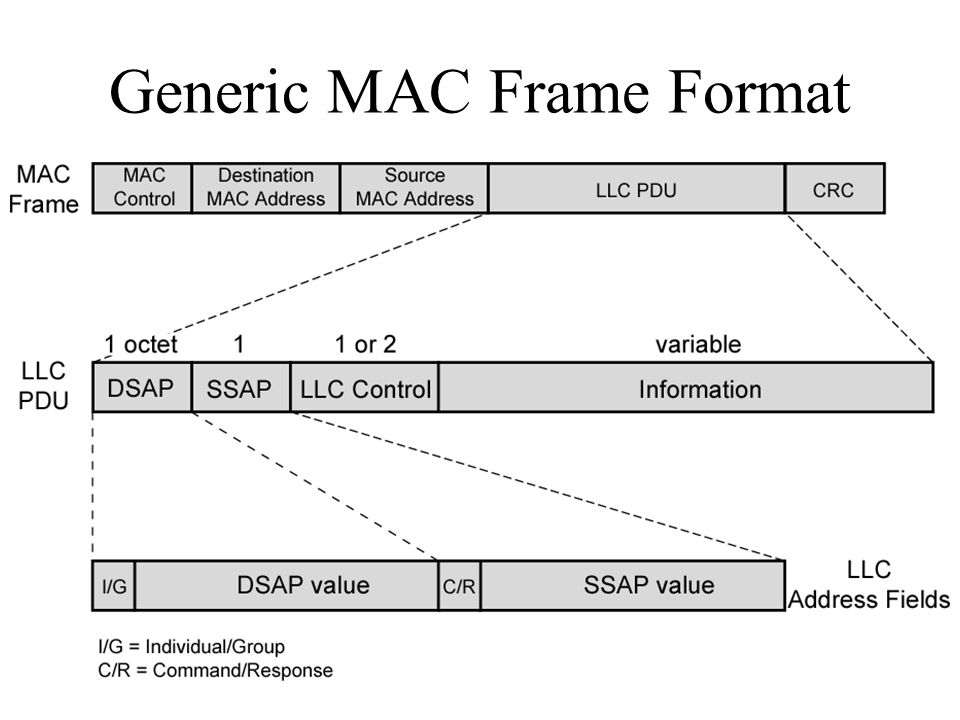 Generic MAC Frame Format
MAC
Frame
MAC
Control
Destination
MAC Address
Source
MAC Address
LLC PDU
CRC
1 octet
1
1 or 2
variable
LLC
PDU
DSAP
SSAP
LLC Control
Information
I/G
DSAP value
C/R
SSAP value
LLC
Address Fields
I/G = Individual/Group
C/R = Command/Response